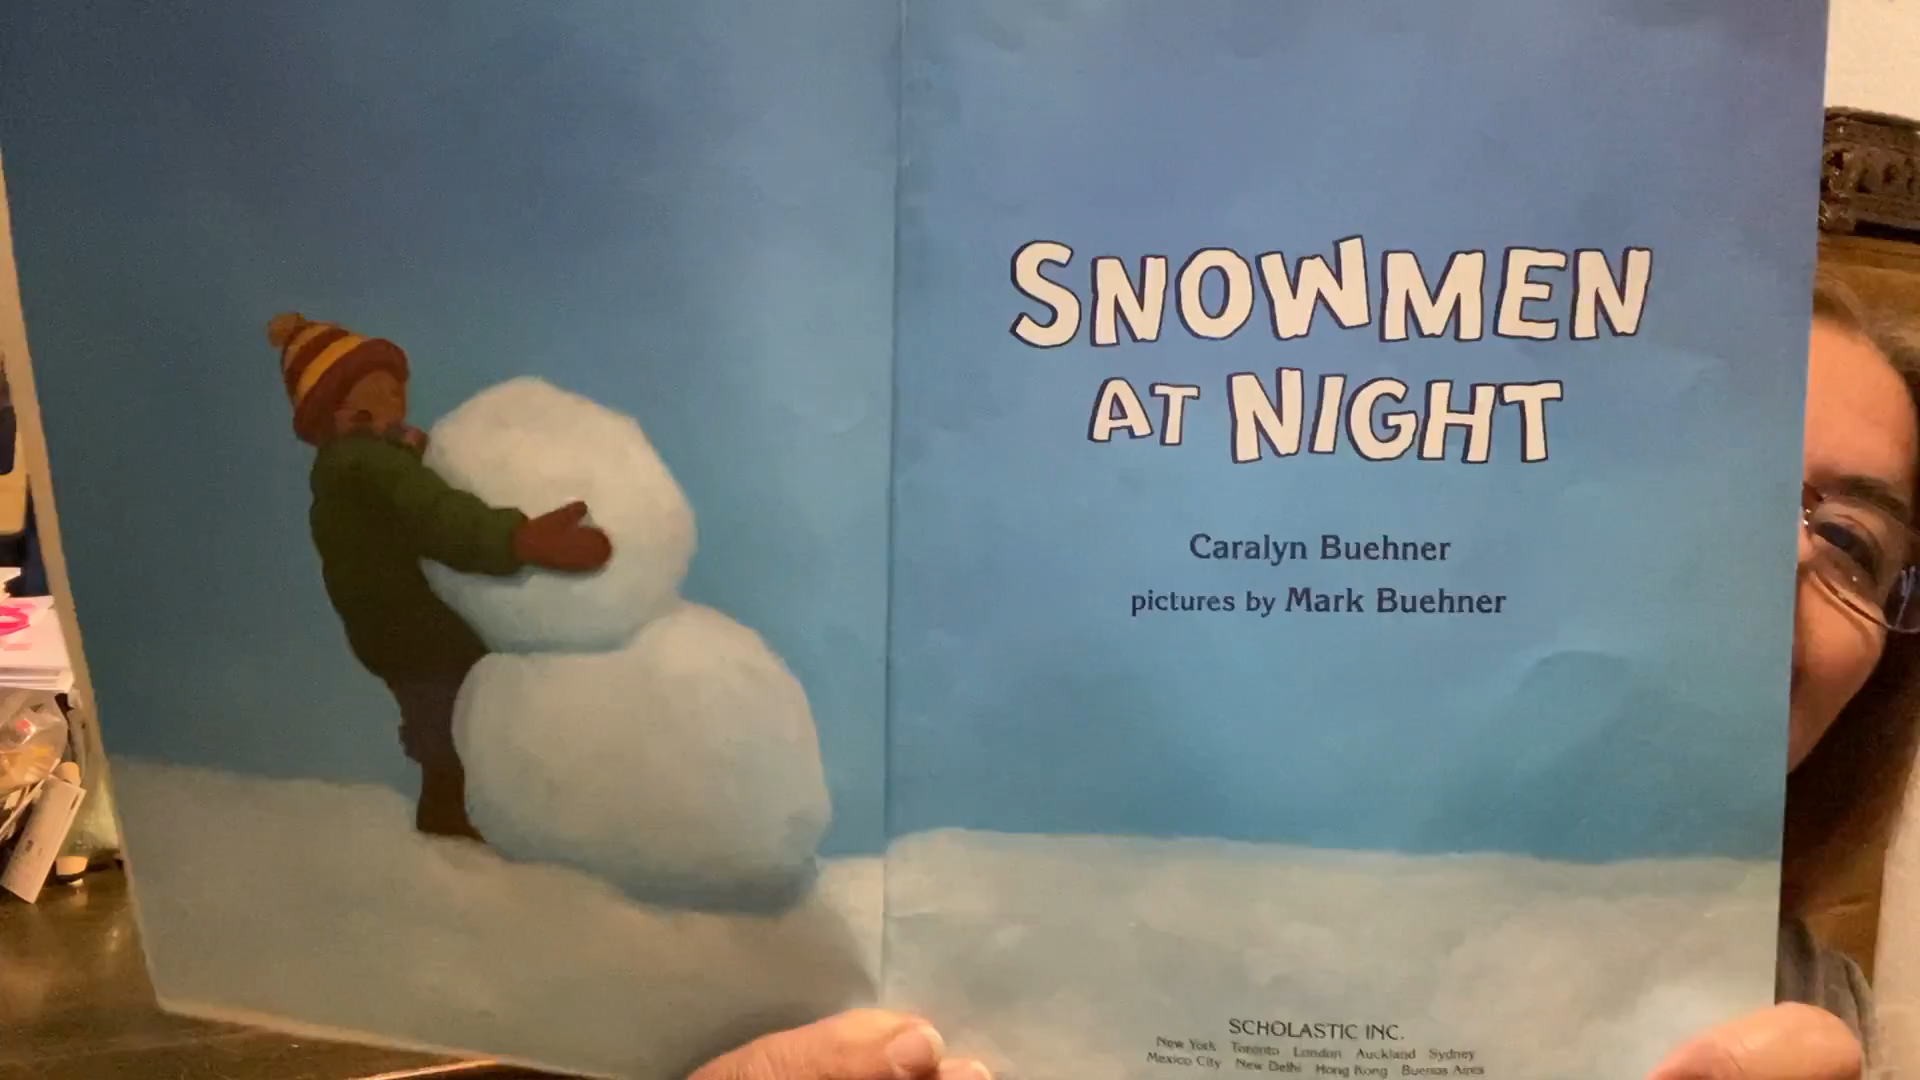 SNOWMEN
AT NIGHT
Caralyn Buehner
pictures by Mark Buehner
SCHOLASTIC INC.
New York Toronto London Auckland Sydney
Mexico City New Delhi Hong Kong Buenos Aires